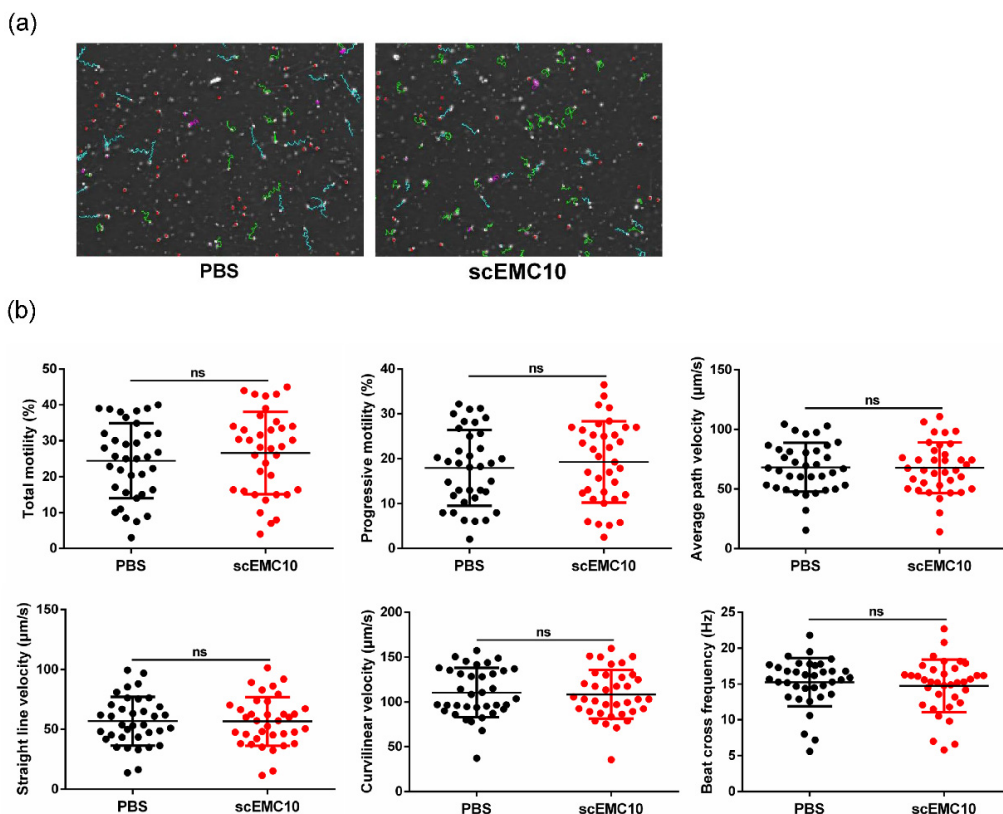 (a)
PBS
scEMC10
(b)
Total motility (%)
50
40
30
20
10
0
ns
PBS
scEMC10
Progressive motility (%)
40
30
20
10
0
ns
PBS
scEMC10
Average path velocity (μm/s)
150
100
50
0
ns
PBS
scEMC10
Straight line velocity (μm/s)
150
100
50
0
ns
PBS
scEMC10
Curvilinear velocity (μm/s)
200
150
100
50
0
ns
PBS
scEMC10
Beat cross frequency (Hz)
25
20
15
10
5
0
ns
PBS
scEMC10